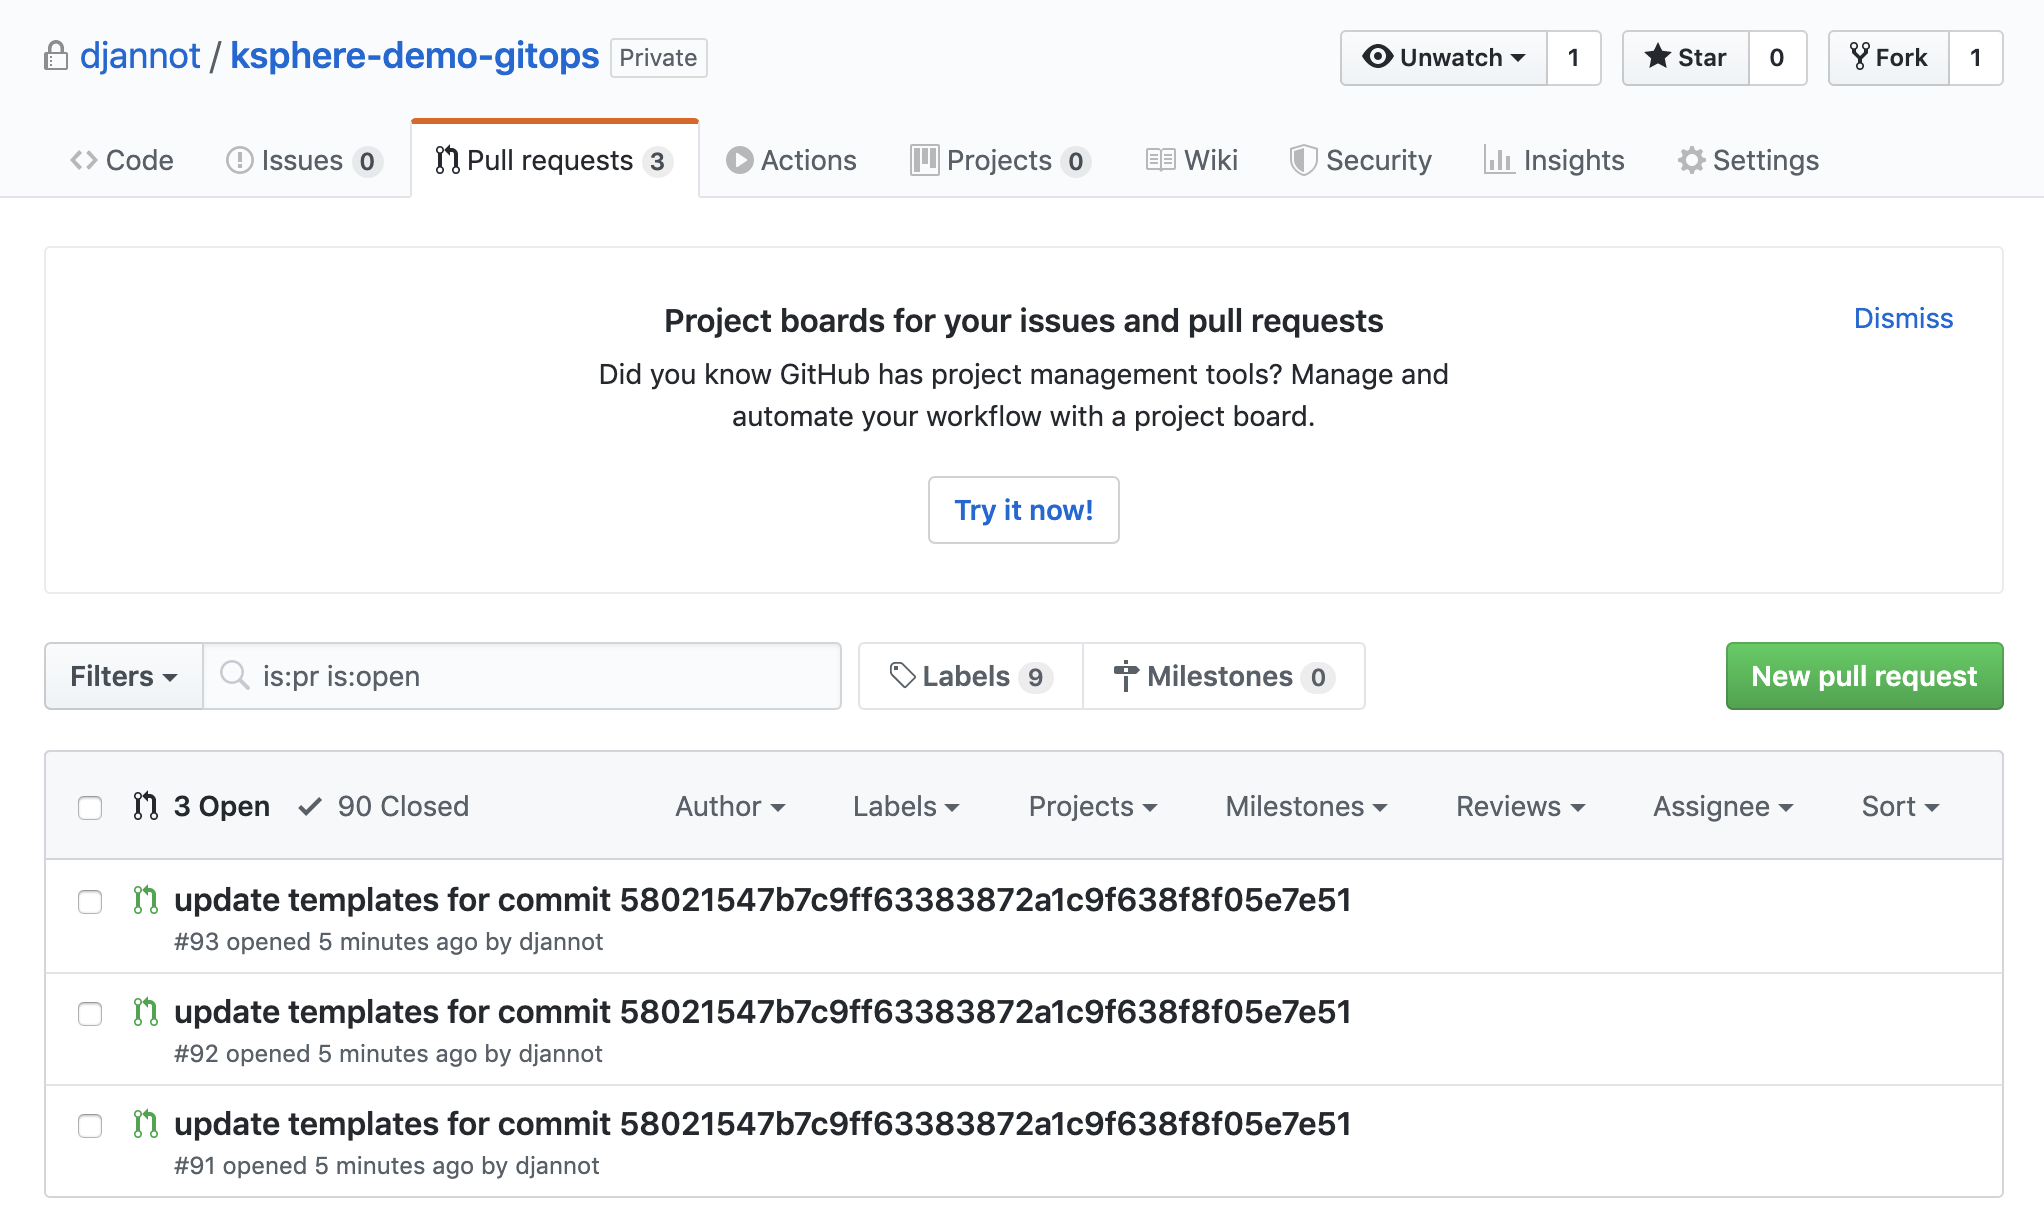 djannot / ksphere-demo-gitops Private Unwatch 1 Star 0 Fork 1
Code Issues 0 Pull requests 3 Actions Projects 0 Wiki Security Insights Settings
Project boards for your issues and pull requests
Dismiss
Did you know GitHub has project management tools? Manage and
automate your workflow with a project board.
Try it now!
Filters is:pr is:open Labels 9 Milestones 0 New pull request
3 Open 90 Closed Author Labels Projects Milestones Reviews Assignee Sort
update templates for commit 58021547b7c9ff63383872a1c9f638f8f05e7e51
#93 opened 5 minutes ago by djannot
update templates for commit 58021547b7c9ff63383872a1c9f638f8f05e7e51
#92 opened 5 minutes ago by djannot
update templates for commit 58021547b7c9ff63383872a1c9f638f8f05e7e51
#91 opened 5 minutes ago by djannot